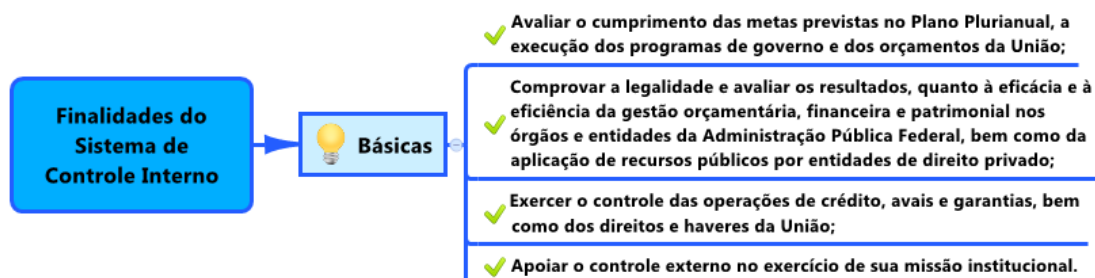 Finalidades do
Sistema de
Controle Interno
Básicas
Avaliar o cumprimento das metas previstas no Plano Plurianual, a
execução dos programas de governo e dos orçamentos da União;
Comprovar a legalidade e avaliar os resultados, quanto à eficácia e à
eficiência da gestão orçamentária, financeira e patrimonial nos
órgãos e entidades da Administração Pública Federal, bem como da
aplicação de recursos públicos por entidades de direito privado;
Exercer o controle das operações de crédito, avais e garantias, bem
como dos direitos e haveres da União;
Apoiar o controle externo no exercício de sua missão institucional.